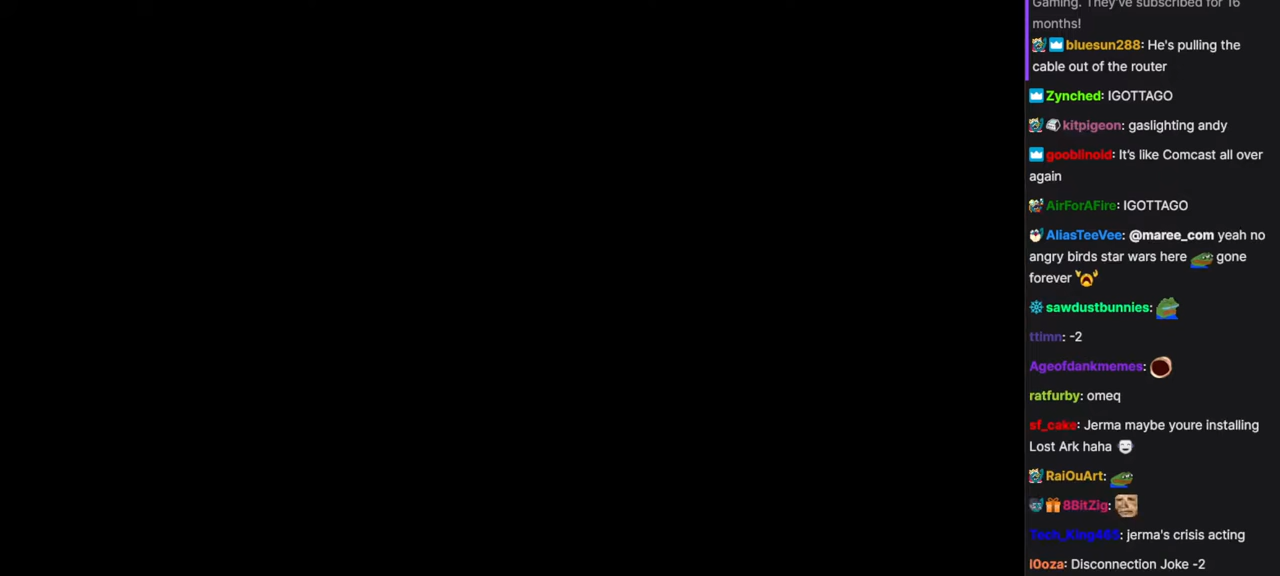 Gaming. They've subscribed for 16
months!
bluesun288: He's pulling the
cable out of the router
Zynched: IGOTTAGO
kitpigeon: gaslighting andy
gooblinoid: It's like Comcast all over
again
AirForAFire: IGOTTAGO
AliasTeeVee: @maree_com yeah no
angry birds star wars here gone
forever
sawdustbunnies:
ttimn: -2
Ageofdankmemes:
ratfurby: omeq
sf_cake: Jerma maybe youre installing
Lost Ark haha
RaiOuArt:
8BitZig:
Tech_King465: jerma's crisis acting
l0oza: Disconnection Joke -2